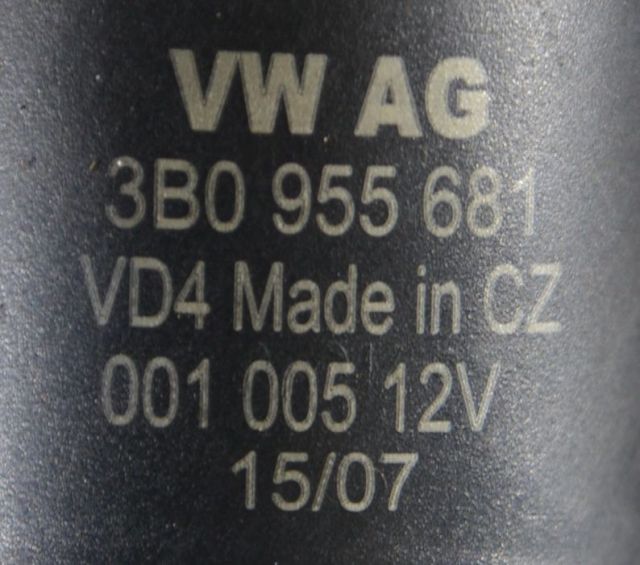 VW AG
3B0 955 681
VD4 Made in CZ
001 005 12V
15/07